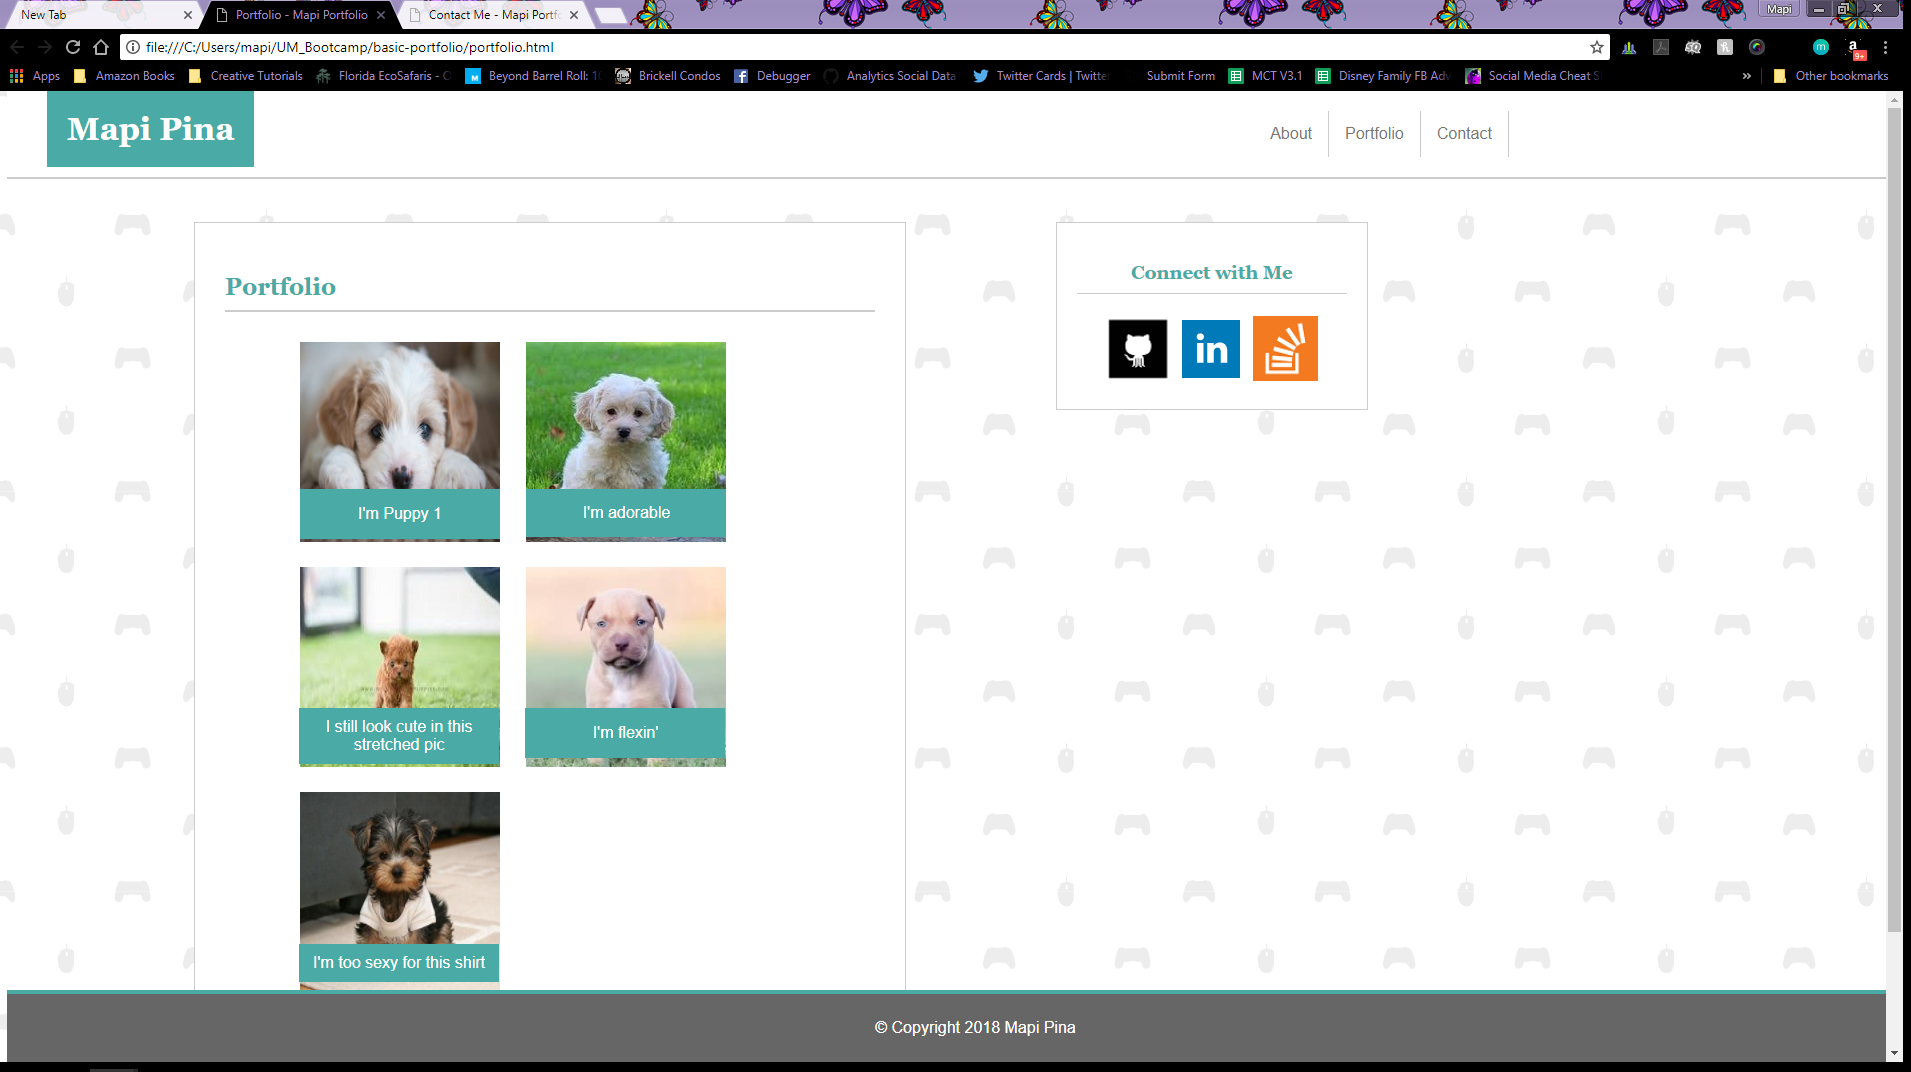 New Tab
Portfolio - Mapi Portfolio
Contact Me - Mapi Portf
Mapi
file:///C:/Users/mapi/UM_Bootcamp/basic-portfolio/portfolio.html
m
a
9+
Apps
Amazon Books
Creative Tutorials
Florida EcoSafaris - O
Beyond Barrel Roll: 10
Brickell Condos
Debugger
Analytics Social Data
Twitter Cards | Twitte
Submit Form
MCT V3.1
Disney Family FB Adv
Social Media Cheat S
»
Other bookmarks
Mapi Pina
About
Portfolio
Contact
Portfolio
Connect with Me
in
I'm Puppy 1
I'm adorable
I still look cute in this
stretched pic
I'm flexin'
I'm too sexy for this shirt
© Copyright 2018 Mapi Pina